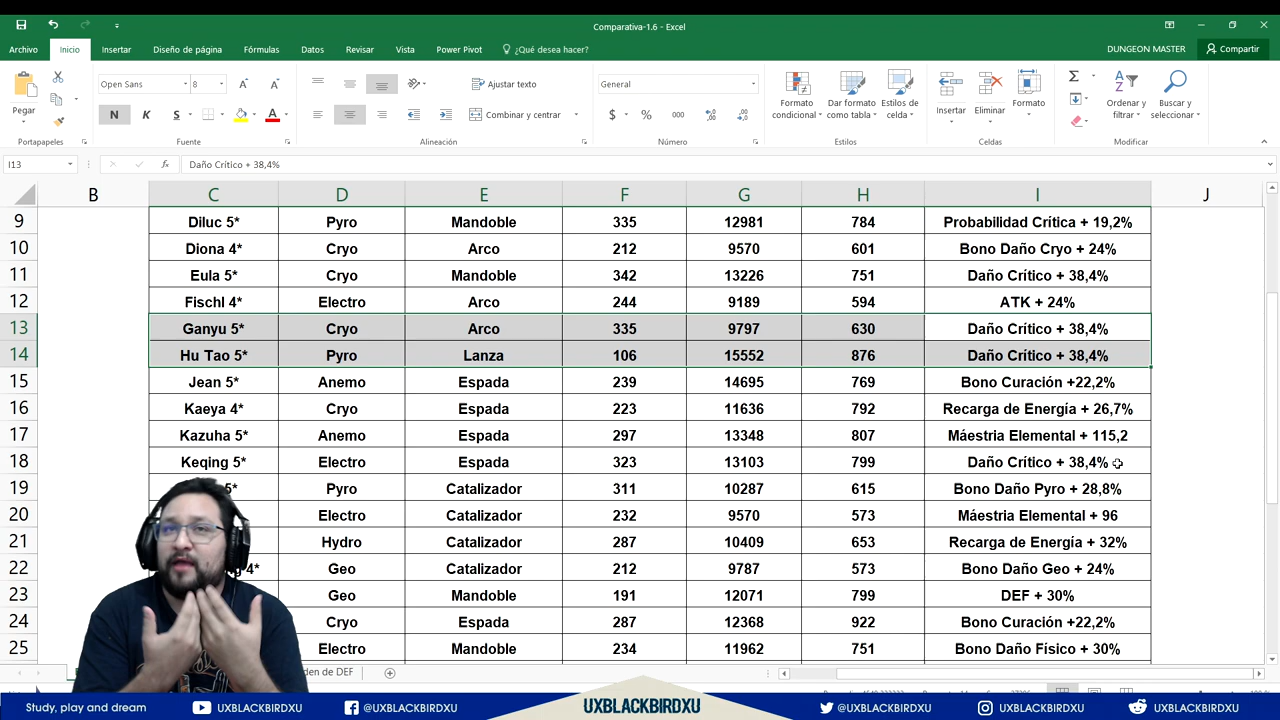 Comparativa-1.6 - Excel
Archivo Inicio Insertar Diseño de página Fórmulas Datos Revisar Vista Power Pivot ¿Qué desea hacer? DUNGEON MASTER Compartir
Pegar
Open Sans 8
N K S A
Ajustar texto
Combinar y centrar
General
$ % 000
Formato condicional
Dar formato como tabla
Estilos de celda
Insertar Eliminar Formato
Ordenar y filtrar
Buscar y seleccionar
Portapapeles Fuente Alineación Número Estilos Celdas Modificar
I13 fx Daño Crítico + 38,4%
B C D E F G H I J
9 Diluc 5* Pyro Mandoble 335 12981 784 Probabilidad Crítica + 19,2%
10 Diona 4* Cryo Arco 212 9570 601 Bono Daño Cryo + 24%
11 Eula 5* Cryo Mandoble 342 13226 751 Daño Crítico + 38,4%
12 Fischl 4* Electro Arco 244 9189 594 ATK + 24%
13 Ganyu 5* Cryo Arco 335 9797 630 Daño Crítico + 38,4%
14 Hu Tao 5* Pyro Lanza 106 15552 876 Daño Crítico + 38,4%
15 Jean 5* Anemo Espada 239 14695 769 Bono Curación +22,2%
16 Kaeya 4* Cryo Espada 223 11636 792 Recarga de Energía + 26,7%
17 Kazuha 5* Anemo Espada 297 13348 807 Máestria Elemental + 115,2
18 Keqing 5* Electro Espada 323 13103 799 Daño Crítico + 38,4%
19 5* Pyro Catalizador 311 10287 615 Bono Daño Pyro + 28,8%
20 Electro Catalizador 232 9570 573 Máestria Elemental + 96
21 Hydro Catalizador 287 10409 653 Recarga de Energía + 32%
22 4* Geo Catalizador 212 9787 573 Bono Daño Geo + 24%
23 Geo Mandoble 191 12071 799 DEF + 30%
24 Cryo Espada 287 12368 922 Bono Curación +22,2%
25 Electro Mandoble 234 11962 751 Bono Daño Físico + 30%
den de DEF
Study, play and dream UXBLACKBIRDXU @UXBLACKBIRDXU UXBLACKBIRDXU @UXBLACKBIRDXU @UXBLACKBIRDXU UXBLACKBIRDXU